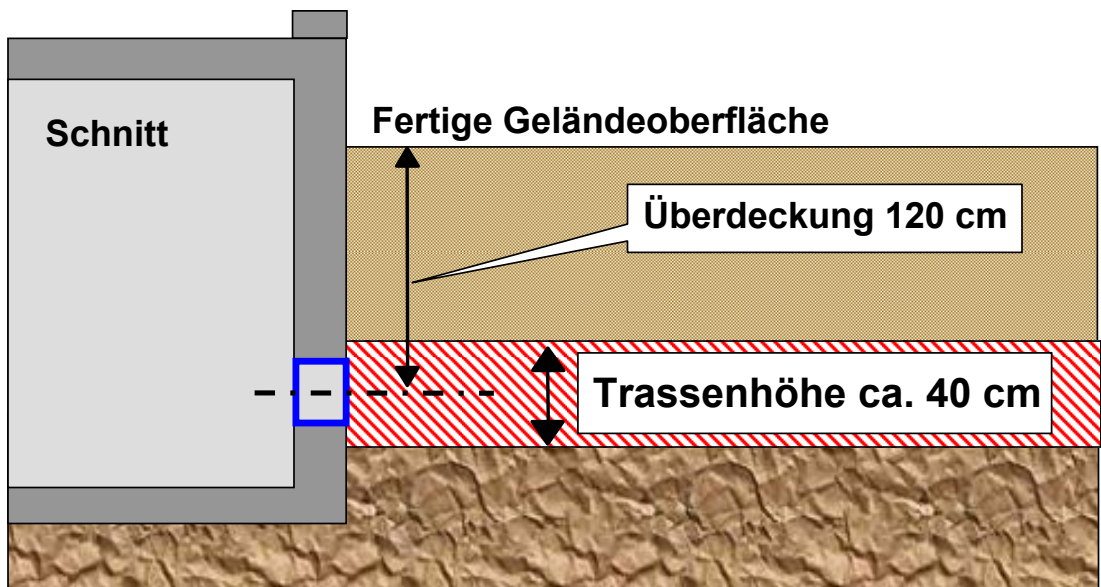 Schnitt
Fertige Geländeoberfläche
Überdeckung 120 cm
Trassenhöhe ca. 40 cm